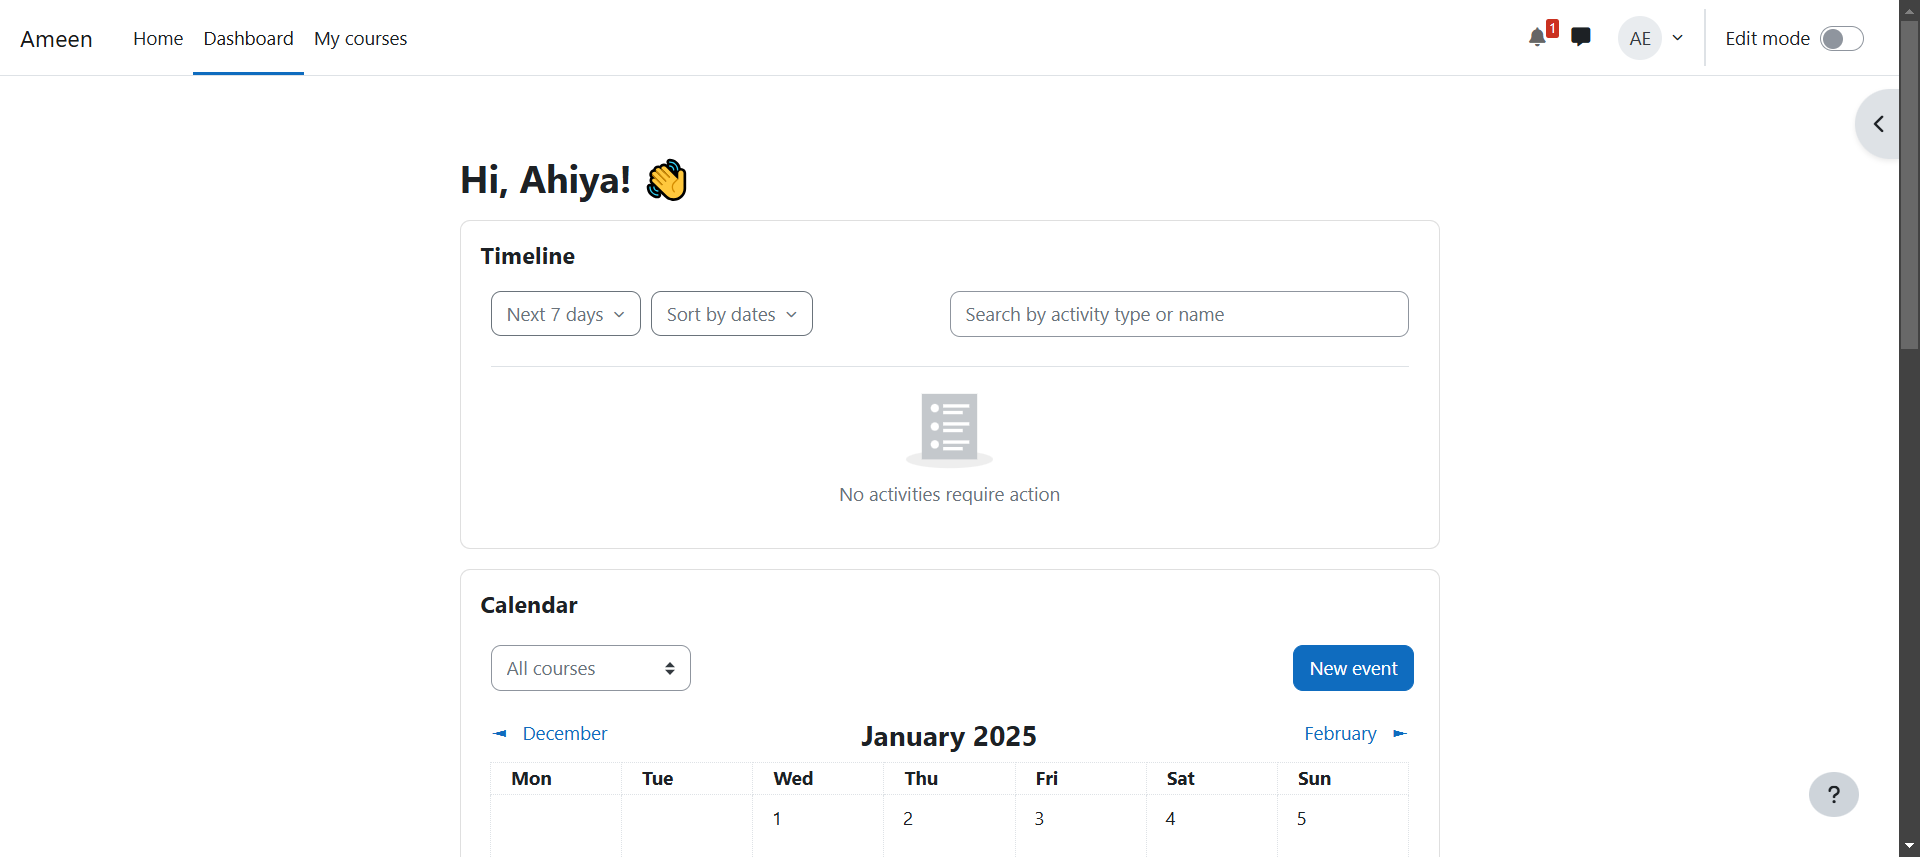 Ameen
Home
Dashboard
My courses
1
AE
Edit mode
Hi, Ahiya! 👋
Timeline
Next 7 days
Sort by dates
Search by activity type or name
No activities require action
Calendar
All courses
New event
◄ December
January 2025
February ►
Mon Tue Wed Thu Fri Sat Sun
1 2 3 4 5
?